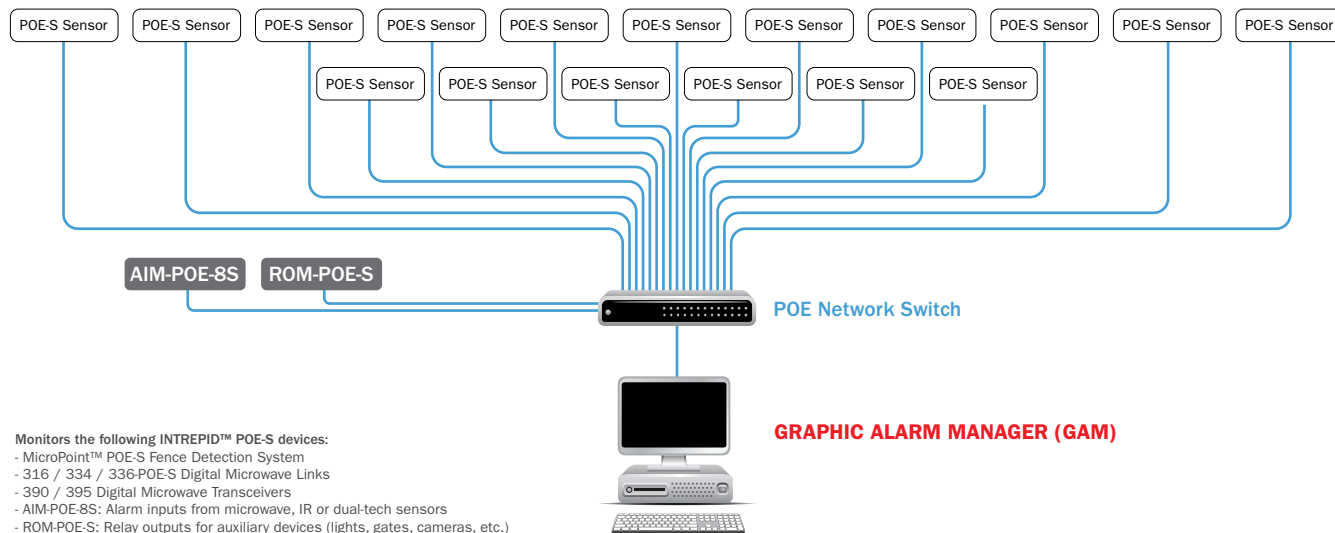 POE-S Sensor POE-S Sensor POE-S Sensor POE-S Sensor POE-S Sensor POE-S Sensor POE-S Sensor POE-S Sensor POE-S Sensor POE-S Sensor POE-S Sensor
POE-S Sensor POE-S Sensor POE-S Sensor POE-S Sensor POE-S Sensor POE-S Sensor
AIM-POE-8S ROM-POE-S
POE Network Switch
GRAPHIC ALARM MANAGER (GAM)
Monitors the following INTREPID™ POE-S devices:
- MicroPoint™ POE-S Fence Detection System
- 316 / 334 / 336-POE-S Digital Microwave Links
- 390 / 395 Digital Microwave Transceivers
- AIM-POE-8S: Alarm inputs from microwave, IR or dual-tech sensors
- ROM-POE-S: Relay outputs for auxiliary devices (lights, gates, cameras, etc.)